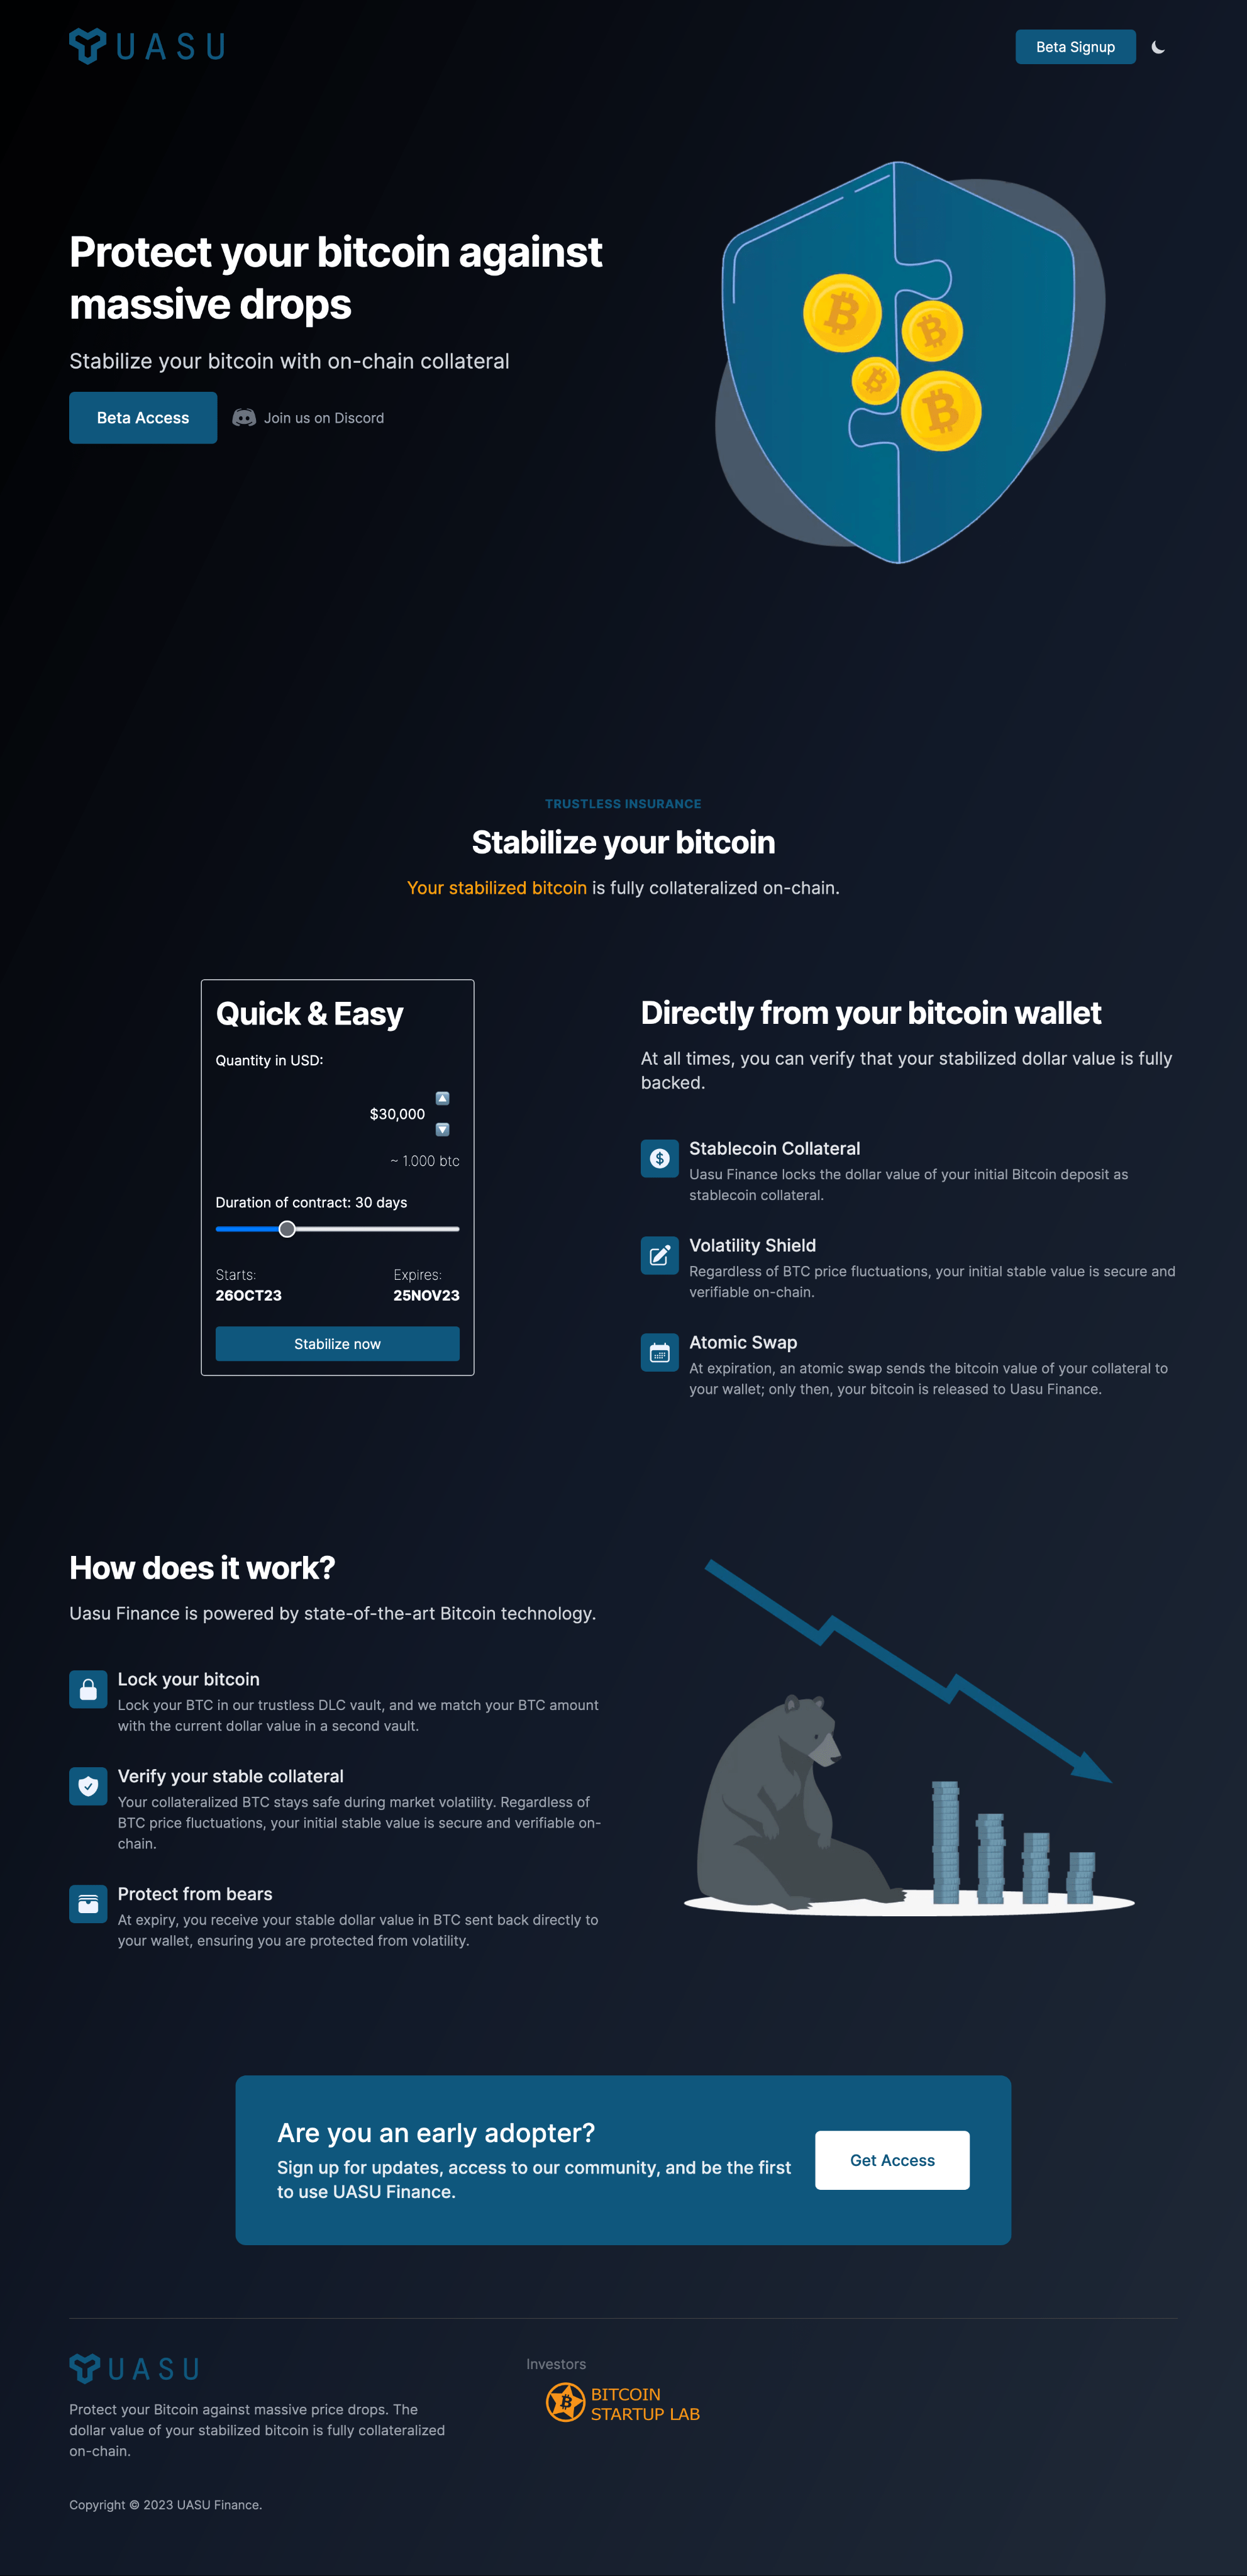 UASU
Beta Signup
Protect your bitcoin against
massive drops
Stabilize your bitcoin with on-chain collateral
Beta Access
Join us on Discord
TRUSTLESS INSURANCE
Stabilize your bitcoin
Your stabilized bitcoin is fully collateralized on-chain.
Quick & Easy
Quantity in USD:
$30,000
~ 1.000 btc
Duration of contract: 30 days
Starts:
26OCT23
Expires:
25NOV23
Stabilize now
Directly from your bitcoin wallet
At all times, you can verify that your stabilized dollar value is fully
backed.
Stablecoin Collateral
Uasu Finance locks the dollar value of your initial Bitcoin deposit as
stablecoin collateral.
Volatility Shield
Regardless of BTC price fluctuations, your initial stable value is secure and
verifiable on-chain.
Atomic Swap
At expiration, an atomic swap sends the bitcoin value of your collateral to
your wallet; only then, your bitcoin is released to Uasu Finance.
How does it work?
Uasu Finance is powered by state-of-the-art Bitcoin technology.
Lock your bitcoin
Lock your BTC in our trustless DLC vault, and we match your BTC amount
with the current dollar value in a second vault.
Verify your stable collateral
Your collateralized BTC stays safe during market volatility. Regardless of
BTC price fluctuations, your initial stable value is secure and verifiable on-
chain.
Protect from bears
At expiry, you receive your stable dollar value in BTC sent back directly to
your wallet, ensuring you are protected from volatility.
Are you an early adopter?
Sign up for updates, access to our community, and be the first
to use UASU Finance.
Get Access
UASU
Protect your Bitcoin against massive price drops. The
dollar value of your stabilized bitcoin is fully collateralized
on-chain.
Copyright © 2023 UASU Finance.
Investors
BITCOIN
STARTUP LAB